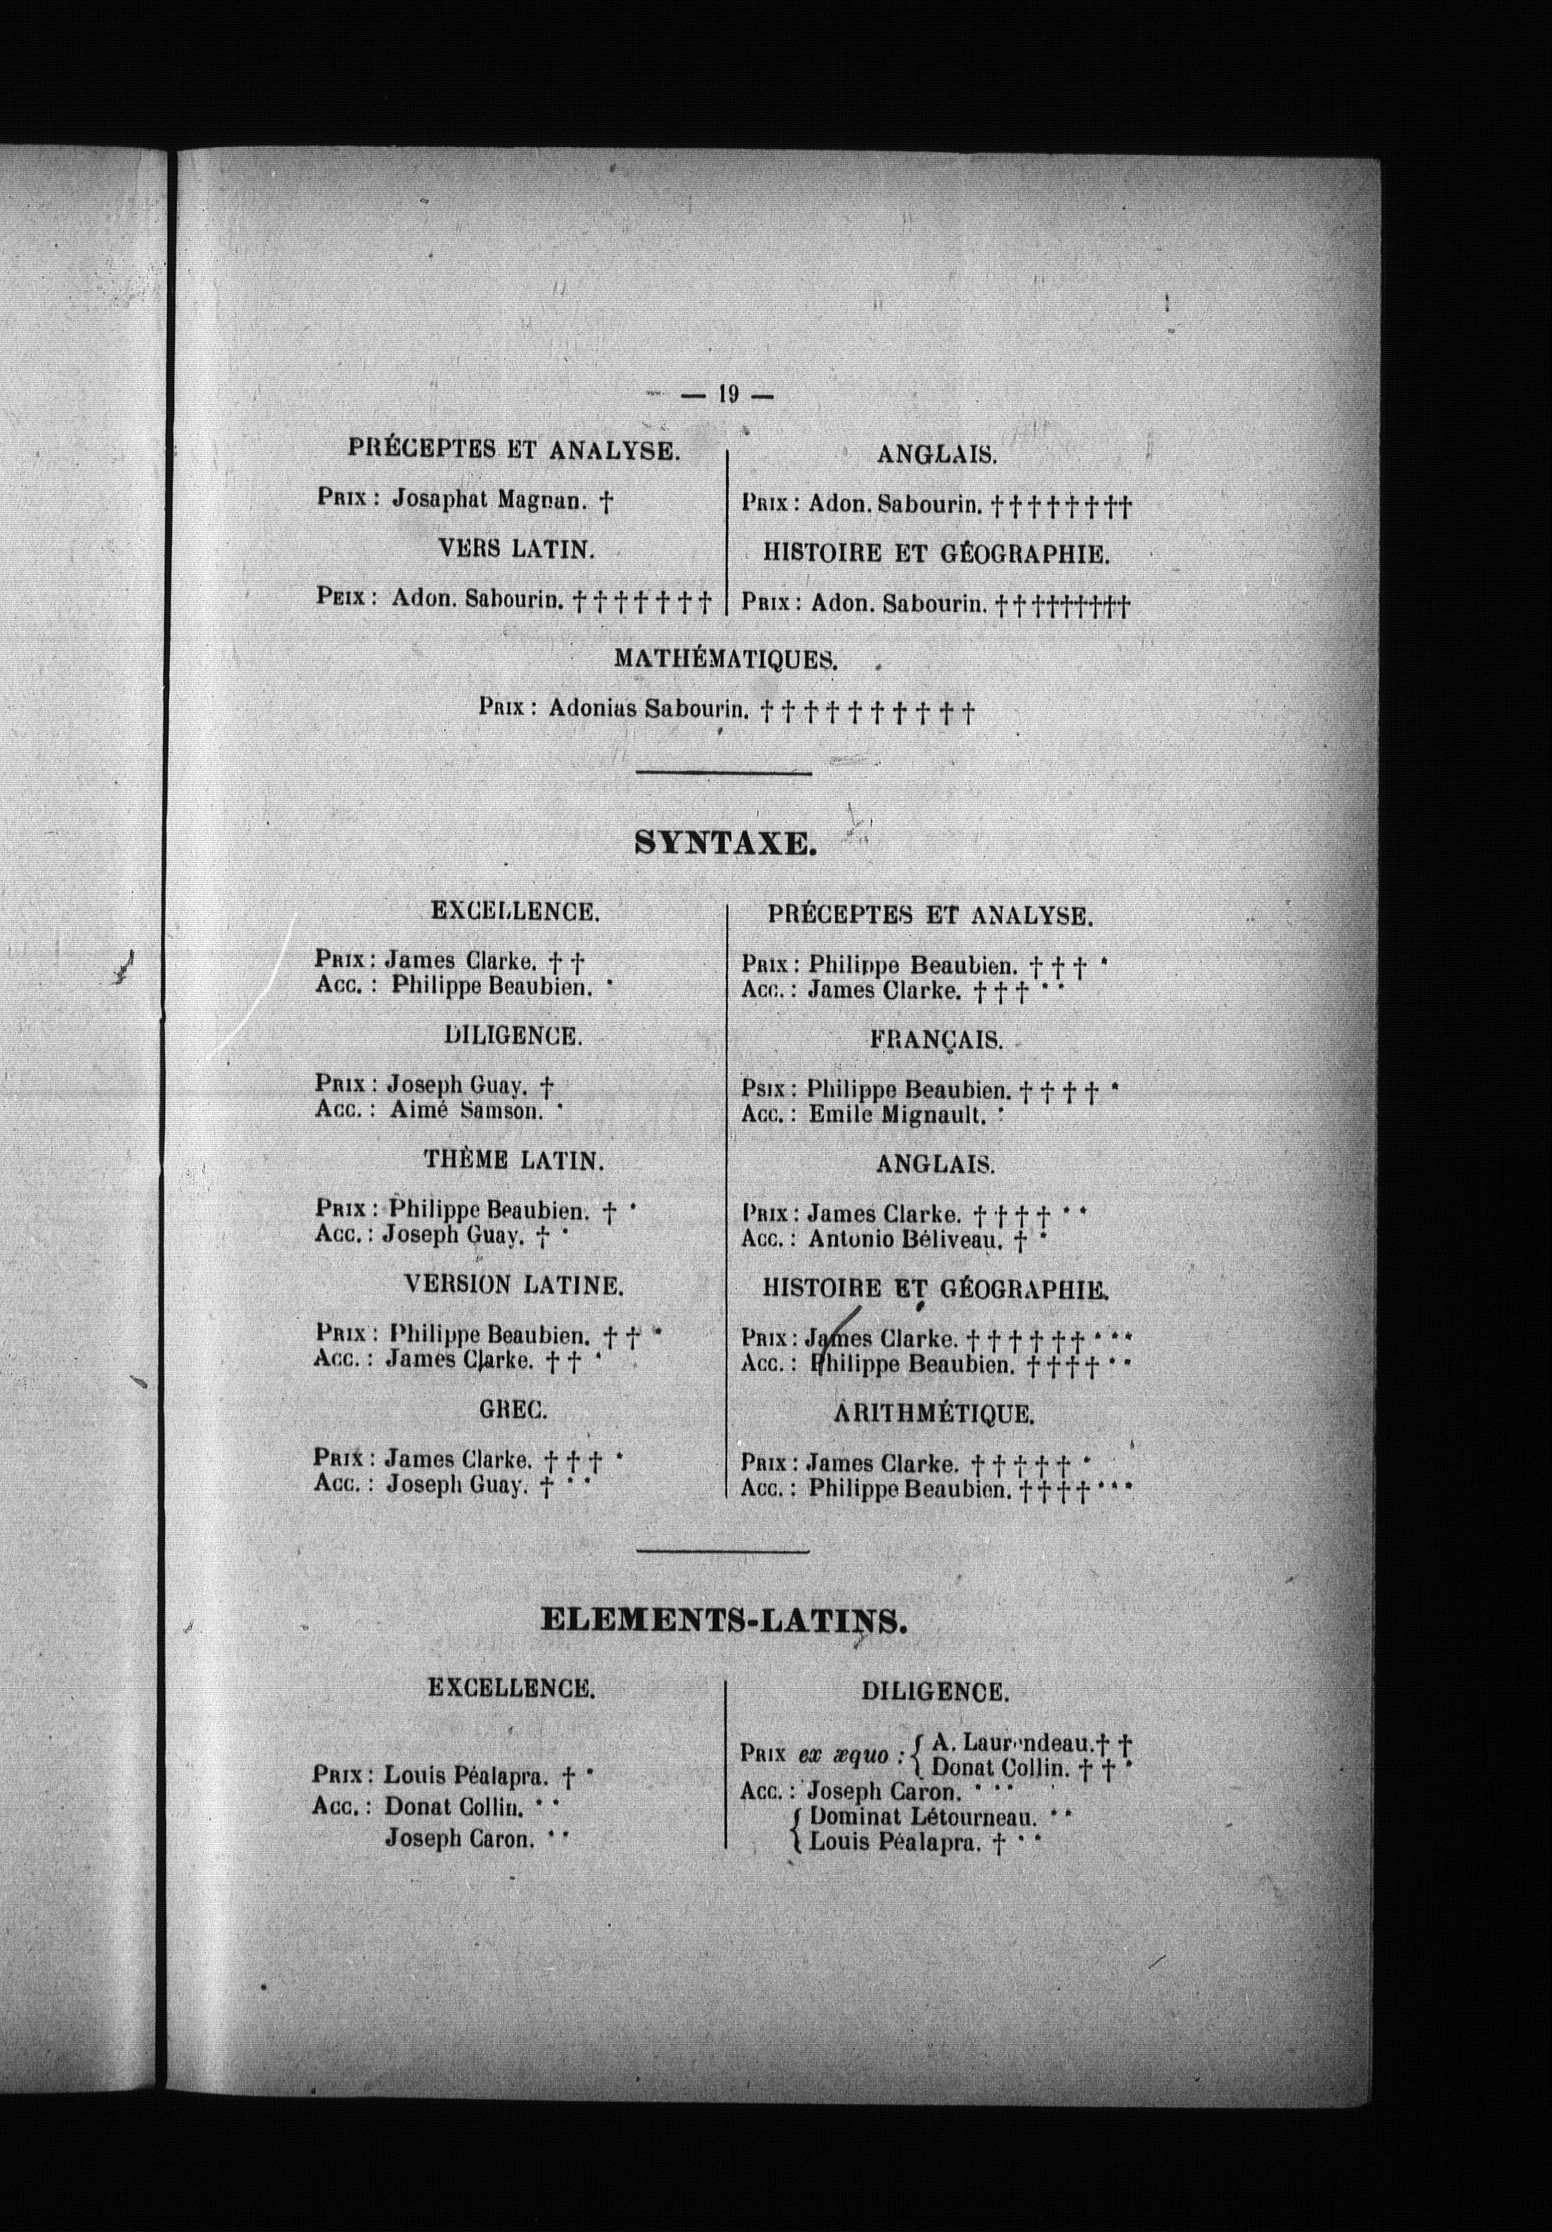 — 19 —
PRÉCEPTES ET ANALYSE.
PRIX : Josaphat Magnan. †
VERS LATIN.
PEIX : Adon. Sabourin. † † † † † † †
ANGLAIS.
PRIX : Adon. Sabourin. † † † † † † † †
HISTOIRE ET GÉOGRAPHIE.
PRIX : Adon. Sabourin. † † † † † † † † †
MATHÉMATIQUES.
PRIX : Adonias Sabourin. † † † † † † † † † †
SYNTAXE.
EXCELLENCE.
PRIX : James Clarke. † †
ACC. : Philippe Beaubien. *
DILIGENCE.
PRIX : Joseph Guay. †
ACC. : Aimé Samson. *
THÈME LATIN.
PRIX : Philippe Beaubien. † *
ACC. : Joseph Guay. † *
VERSION LATINE.
PRIX : Philippe Beaubien. † † *
ACC. : James Clarke. † † *
GREC.
PRIX : James Clarke. † † † *
ACC. : Joseph Guay. † * *
PRÉCEPTES ET ANALYSE.
PRIX : Philippe Beaubien. † † † *
ACC. : James Clarke. † † † * *
FRANÇAIS.
PSIX : Philippe Beaubien. † † † † *
ACC. : Emile Mignault. *
ANGLAIS.
PRIX : James Clarke. † † † † * *
ACC. : Antonio Béliveau. † *
HISTOIRE ET GÉOGRAPHIE.
PRIX : James Clarke. † † † † † † * * *
ACC. : Philippe Beaubien. † † † † * *
ARITHMÉTIQUE.
PRIX : James Clarke. † † † † † *
ACC. : Philippe Beaubien. † † † † * * *
ELEMENTS-LATINS.
EXCELLENCE.
PRIX : Louis Péalapra. † *
ACC. : Donat Collin. * *
Joseph Caron. * *
DILIGENCE.
PRIX ex æquo : { A. Laurendeau. † †
Donat Collin. † † *
ACC. : Joseph Caron. * * *
{ Dominat Létourneau. * *
Louis Péalapra. † * *